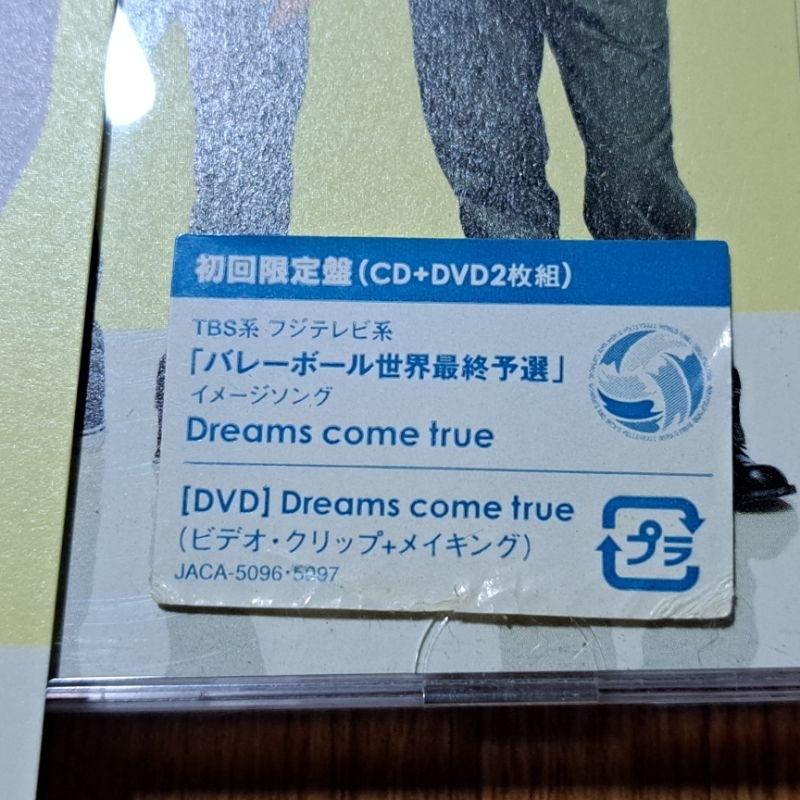 初回限定盤(CD+DVD2枚組)
TBS系 フジテレビ系
「バレーボール世界最終予選」
イメージソング
Dreams come true
[DVD] Dreams come true
(ビデオ・クリップ+メイキング)
JACA-5096・5097
プラ